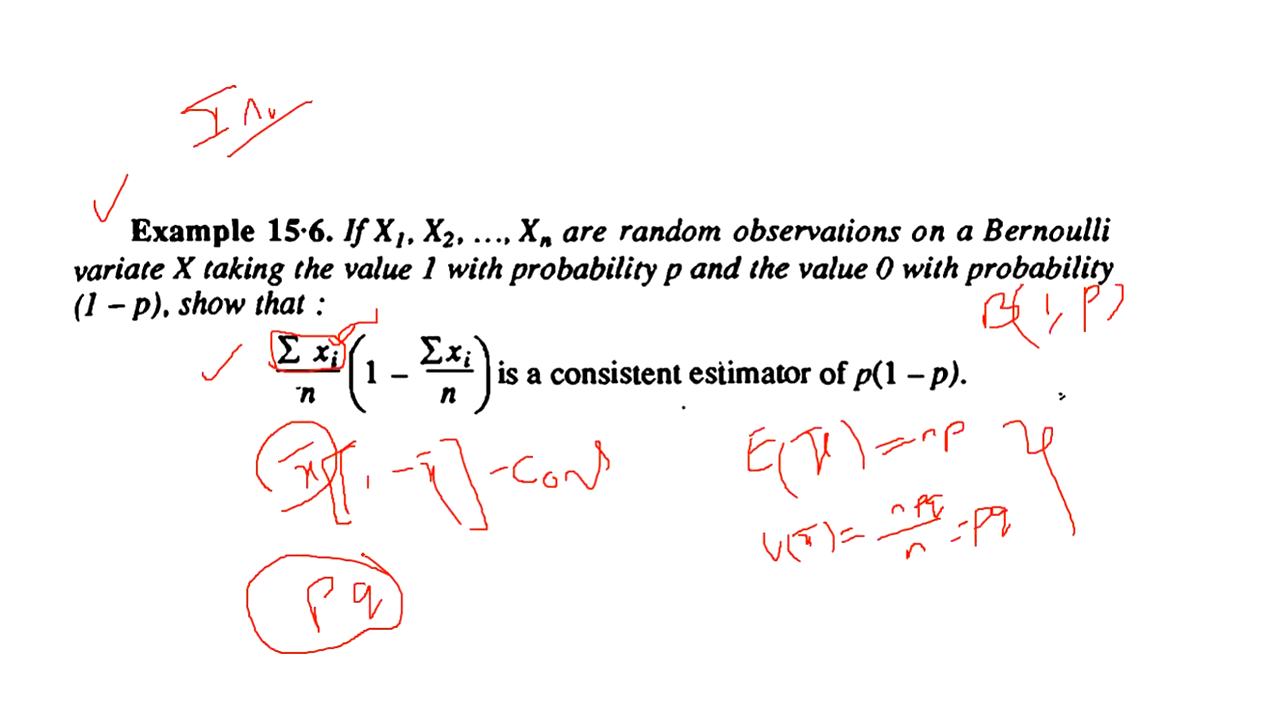 Inv
Example 15·6. If X₁, X₂, ..., Xₙ are random observations on a Bernoulli
variate X taking the value 1 with probability p and the value 0 with probability
(1 – p), show that :
B(1, p)
Σ xᵢ / n (1 – Σxᵢ / n) is a consistent estimator of p(1 – p).
x̄[1 – x̄] – cons
E(x̄) = np
V(x̄) = npq / n = pq
pq